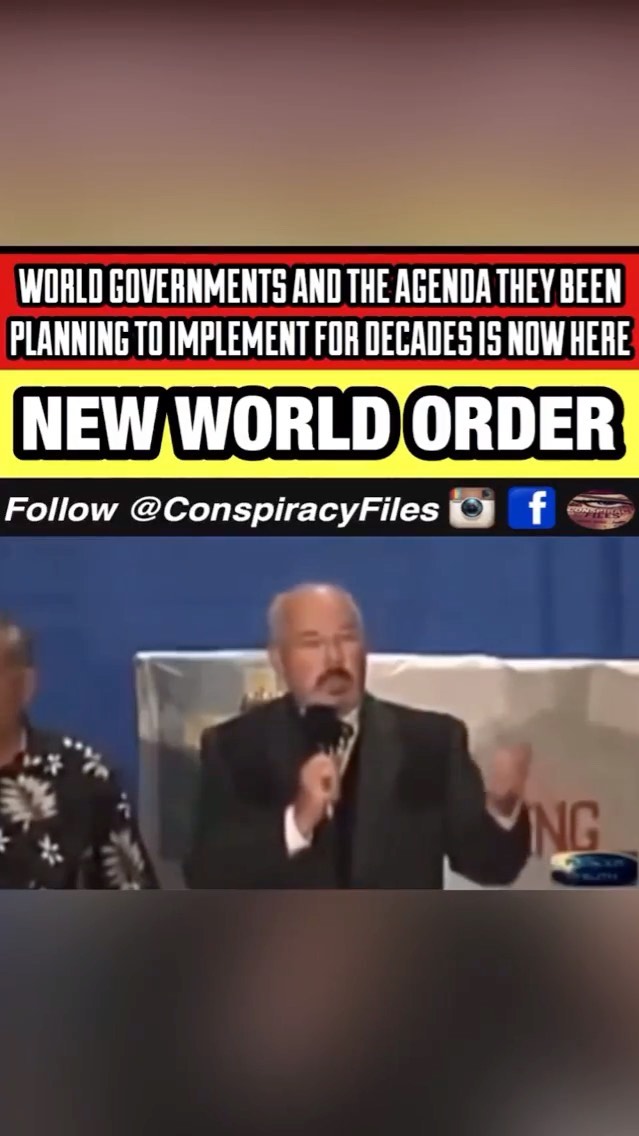 WORLD GOVERNMENTS AND THE AGENDA THEY BEEN
PLANNING TO IMPLEMENT FOR DECADES IS NOW HERE
NEW WORLD ORDER
Follow @ConspiracyFiles
f
NG